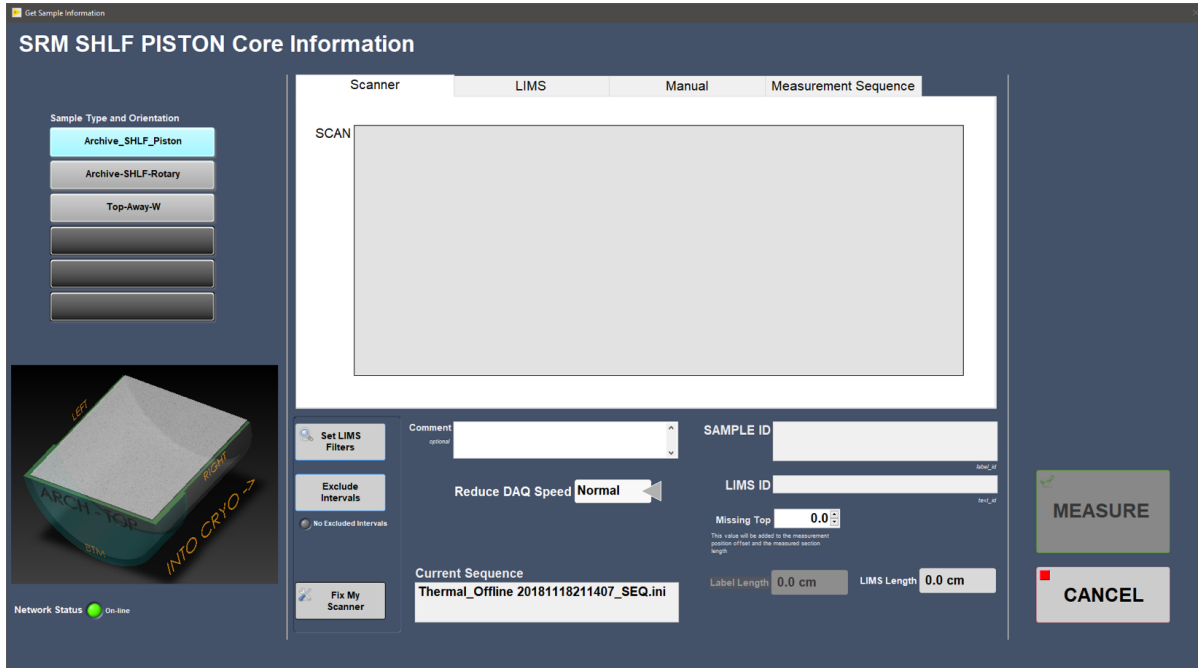 Get Sample Information
SRM SHLF PISTON Core Information
Sample Type and Orientation
Archive_SHLF_Piston
Archive-SHLF-Rotary
Top-Away-W
LEFT
RIGHT
ARCH - TOP
BTM
INTO CRYO ->
Network Status
On-line
Scanner
LIMS
Manual
Measurement Sequence
SCAN
Set LIMS
Filters
Exclude
Intervals
No Excluded Intervals
Fix My
Scanner
Comment
optional
Reduce DAQ Speed
Normal
Current Sequence
Thermal_Offline 20181118211407_SEQ.ini
SAMPLE ID
label_id
LIMS ID
text_id
Missing Top
0.0
This value will be added to the measurement
position offset and the measured section
length
Label Length
0.0 cm
LIMS Length
0.0 cm
MEASURE
CANCEL